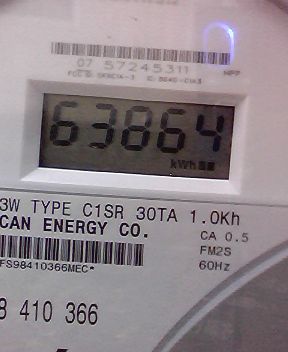 07 57245311
63864
kWh
3W TYPE C1SR 30TA 1.0Kh
CAN ENERGY CO.
CA 0.5
FM2S
FS98410366MEC*
60Hz
8 410 366